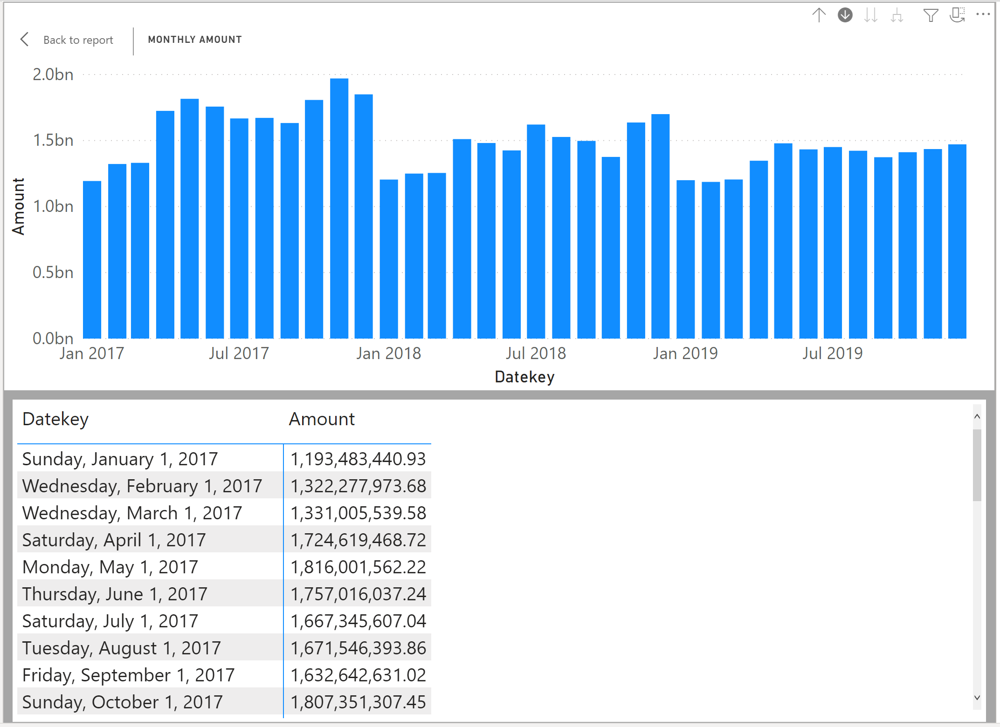 Back to report
MONTHLY AMOUNT
2.0bn
1.5bn
1.0bn
0.5bn
0.0bn
Amount
Jan 2017 Jul 2017 Jan 2018 Jul 2018 Jan 2019 Jul 2019
Datekey
Datekey Amount
Sunday, January 1, 2017 1,193,483,440.93
Wednesday, February 1, 2017 1,322,277,973.68
Wednesday, March 1, 2017 1,331,005,539.58
Saturday, April 1, 2017 1,724,619,468.72
Monday, May 1, 2017 1,816,001,562.22
Thursday, June 1, 2017 1,757,016,037.24
Saturday, July 1, 2017 1,667,345,607.04
Tuesday, August 1, 2017 1,671,546,393.86
Friday, September 1, 2017 1,632,642,631.02
Sunday, October 1, 2017 1,807,351,307.45